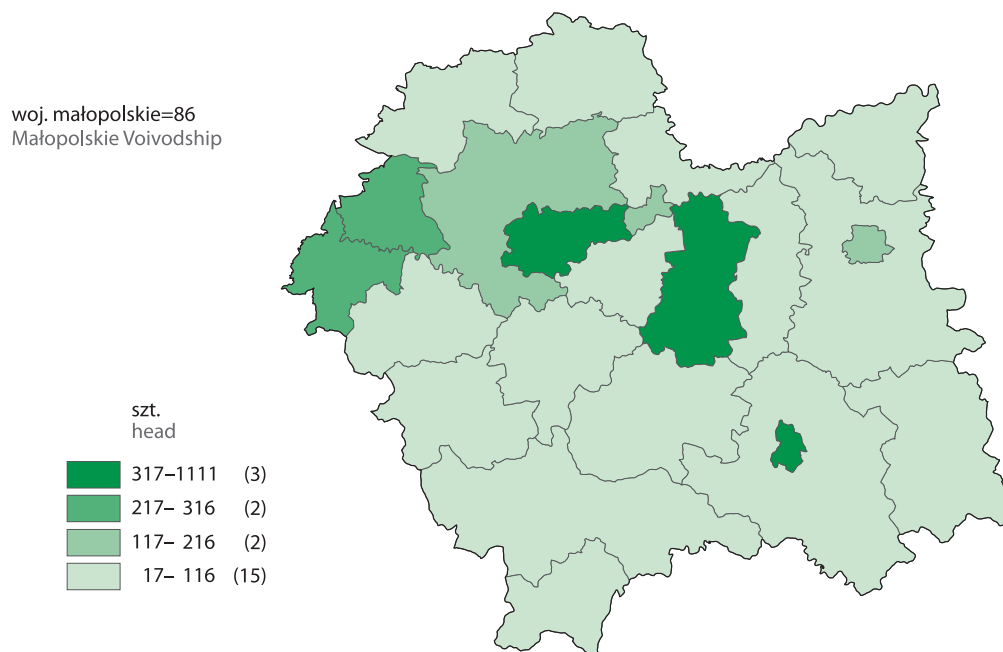 woj. małopolskie=86
Małopolskie Voivodship
szt.
head
317–1111 (3)
217– 316 (2)
117– 216 (2)
17– 116 (15)